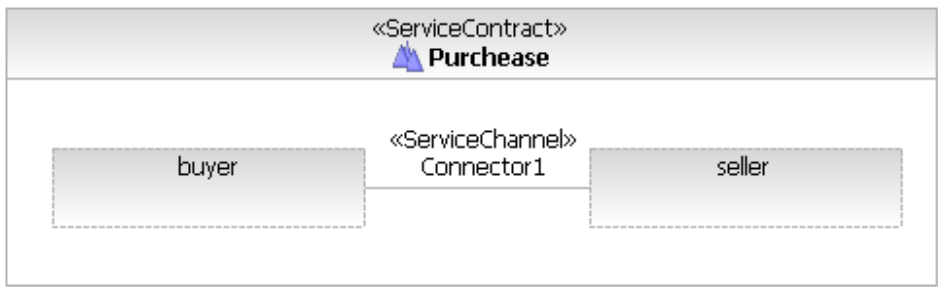 «ServiceContract»
Purchease
«ServiceChannel»
buyer
Connector1
seller